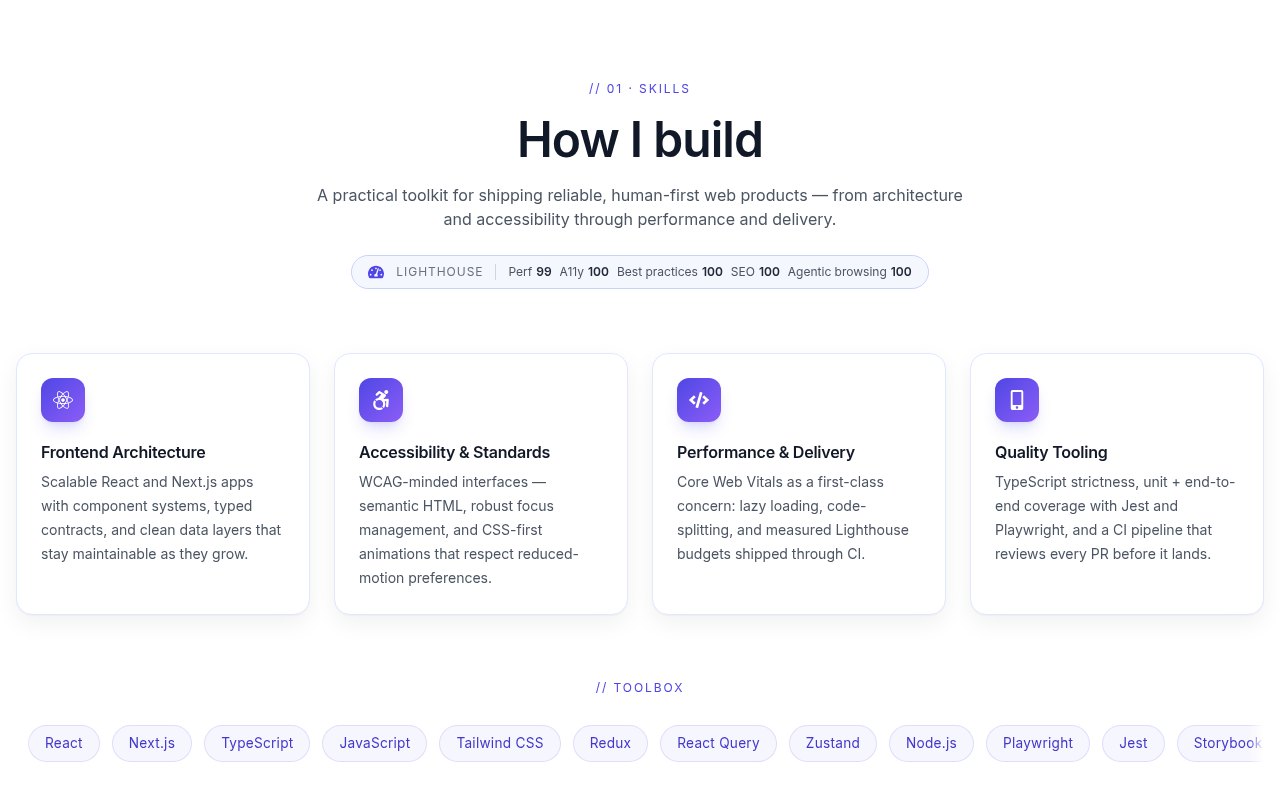 // 01 · SKILLS
How I build
A practical toolkit for shipping reliable, human-first web products — from architecture
and accessibility through performance and delivery.
LIGHTHOUSE Perf 99 A11y 100 Best practices 100 SEO 100 Agentic browsing 100
Frontend Architecture
Scalable React and Next.js apps
with component systems, typed
contracts, and clean data layers that
stay maintainable as they grow.
Accessibility & Standards
WCAG-minded interfaces —
semantic HTML, robust focus
management, and CSS-first
animations that respect reduced-
motion preferences.
Performance & Delivery
Core Web Vitals as a first-class
concern: lazy loading, code-
splitting, and measured Lighthouse
budgets shipped through CI.
Quality Tooling
TypeScript strictness, unit + end-to-
end coverage with Jest and
Playwright, and a CI pipeline that
reviews every PR before it lands.
// TOOLBOX
React Next.js TypeScript JavaScript Tailwind CSS Redux React Query Zustand Node.js Playwright Jest Storybook